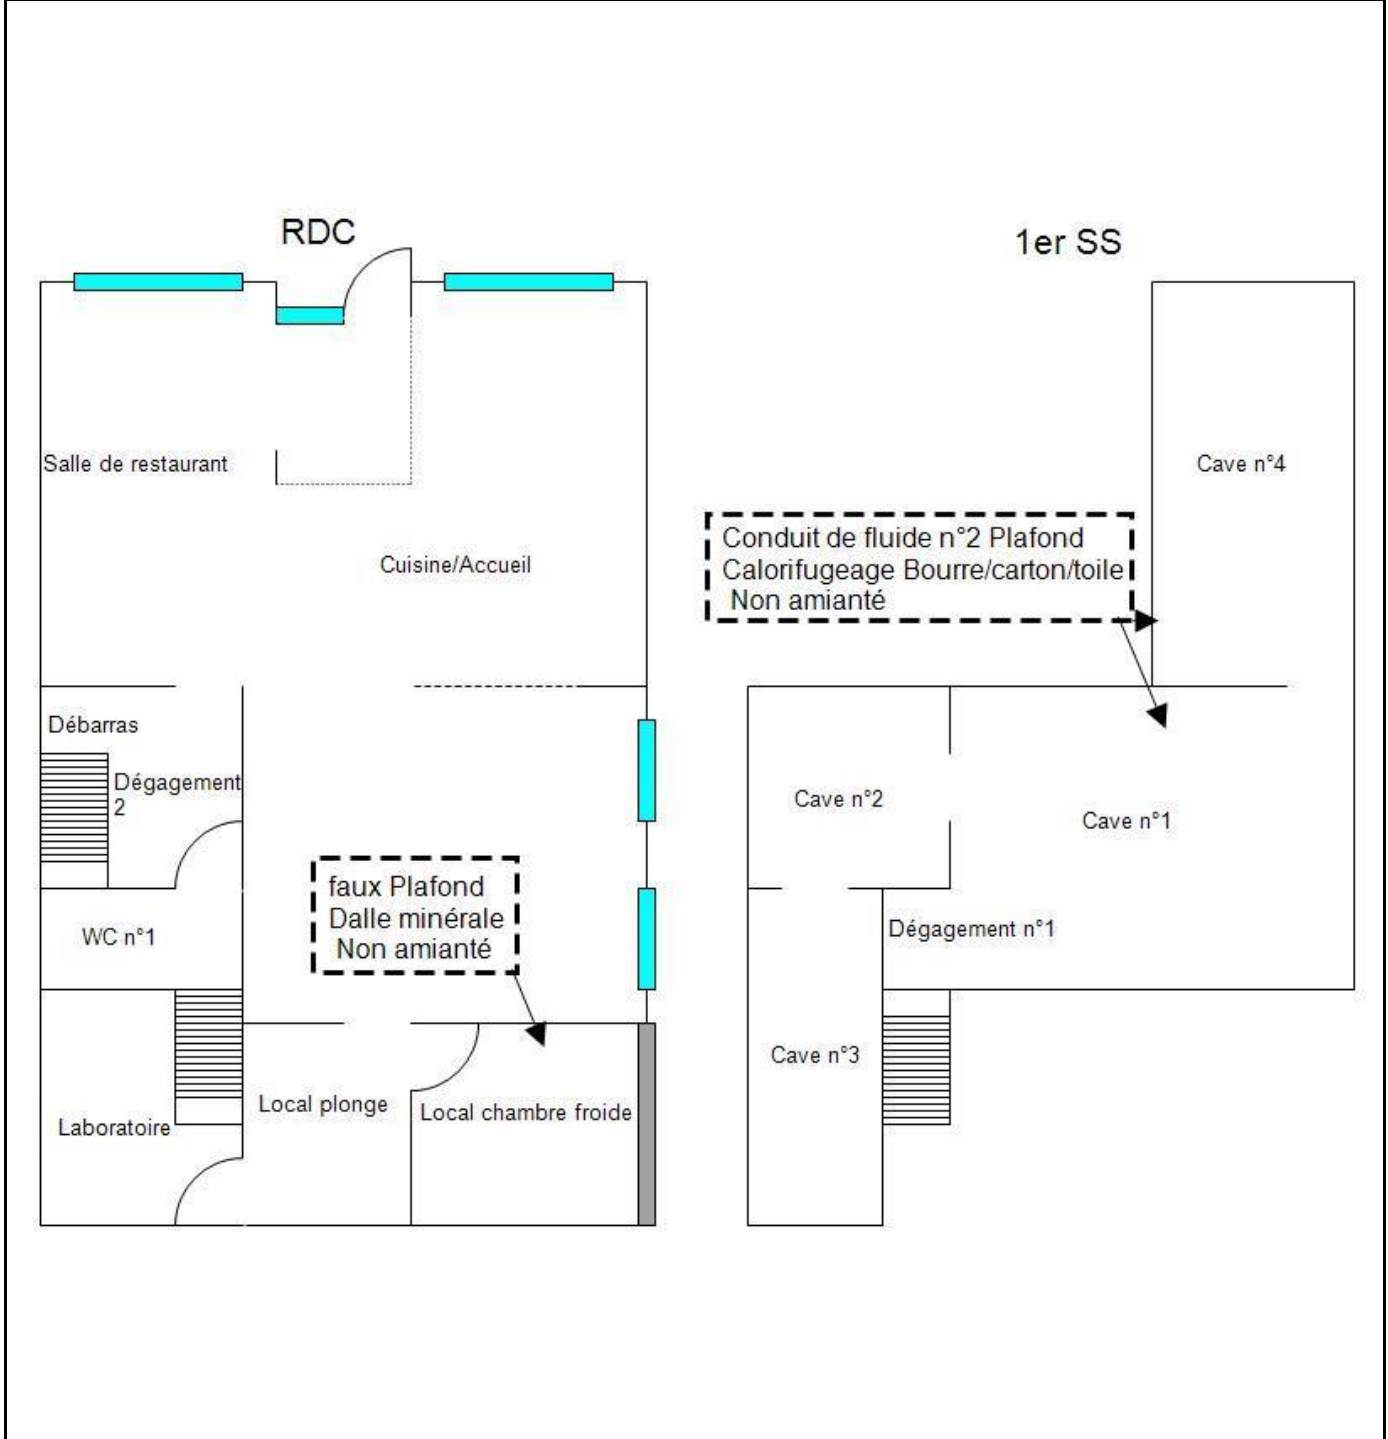 RDC
1er SS
Salle de restaurant
Cave n°4
Conduit de fluide n°2 Plafond
Calorifugeage Bourre/carton/toile
Non amianté
Cuisine/Accueil
Débarras
Dégagement
2
Cave n°2
Cave n°1
faux Plafond
Dalle minérale
Non amianté
WC n°1
Dégagement n°1
Cave n°3
Local plonge
Local chambre froide
Laboratoire